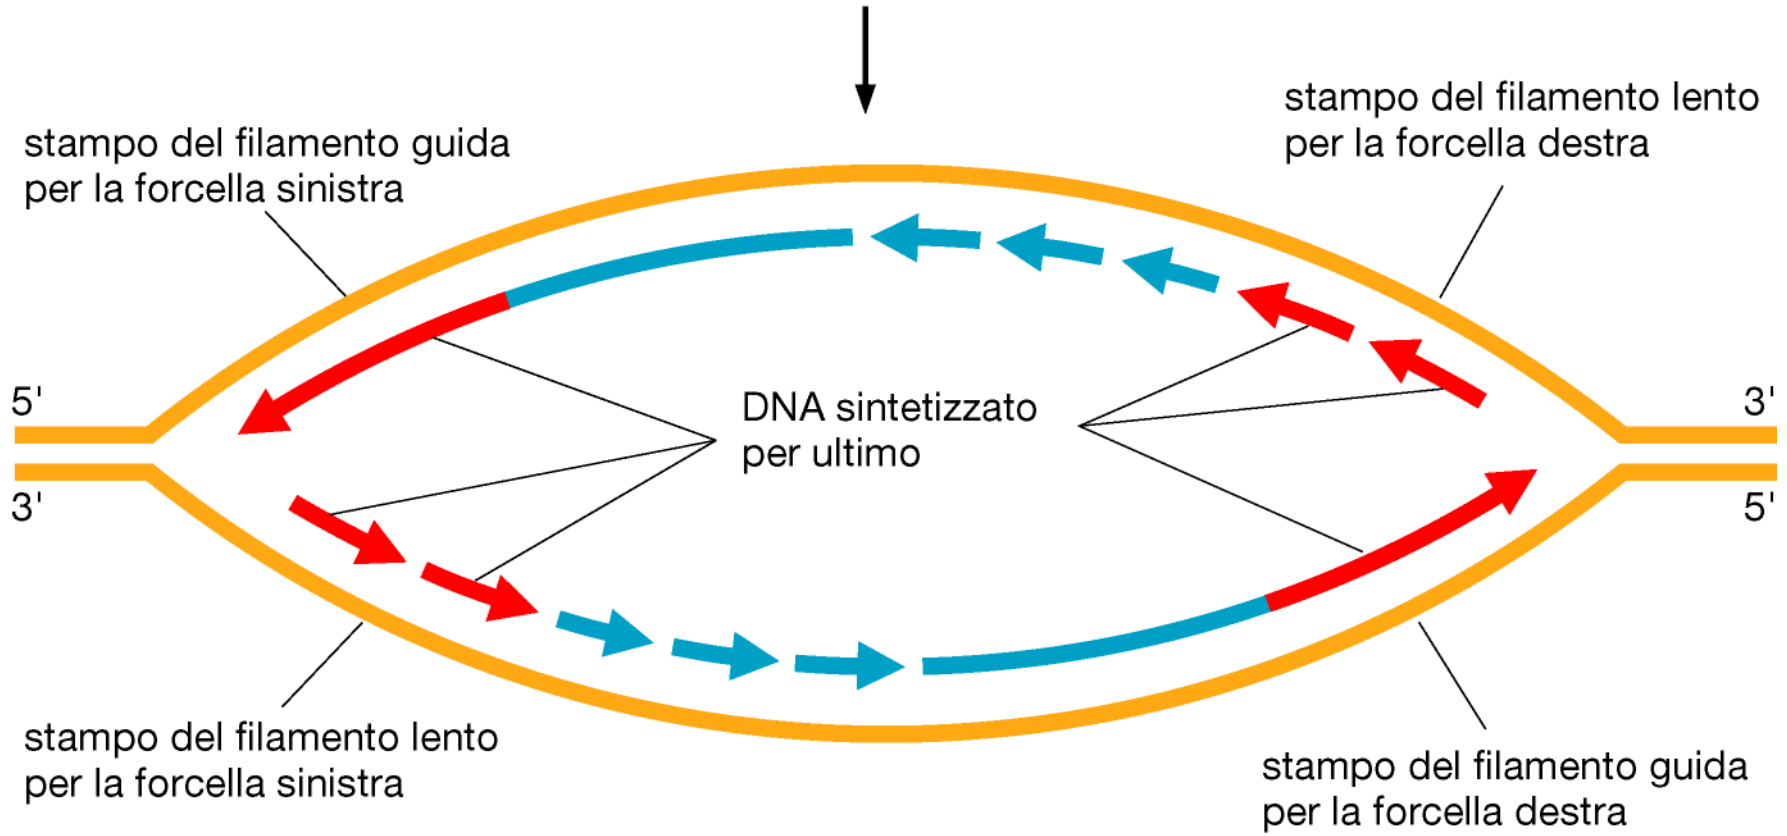 stampo del filamento guida
per la forcella sinistra
stampo del filamento lento
per la forcella destra
5'
3'
DNA sintetizzato
per ultimo
3'
5'
stampo del filamento lento
per la forcella sinistra
stampo del filamento guida
per la forcella destra